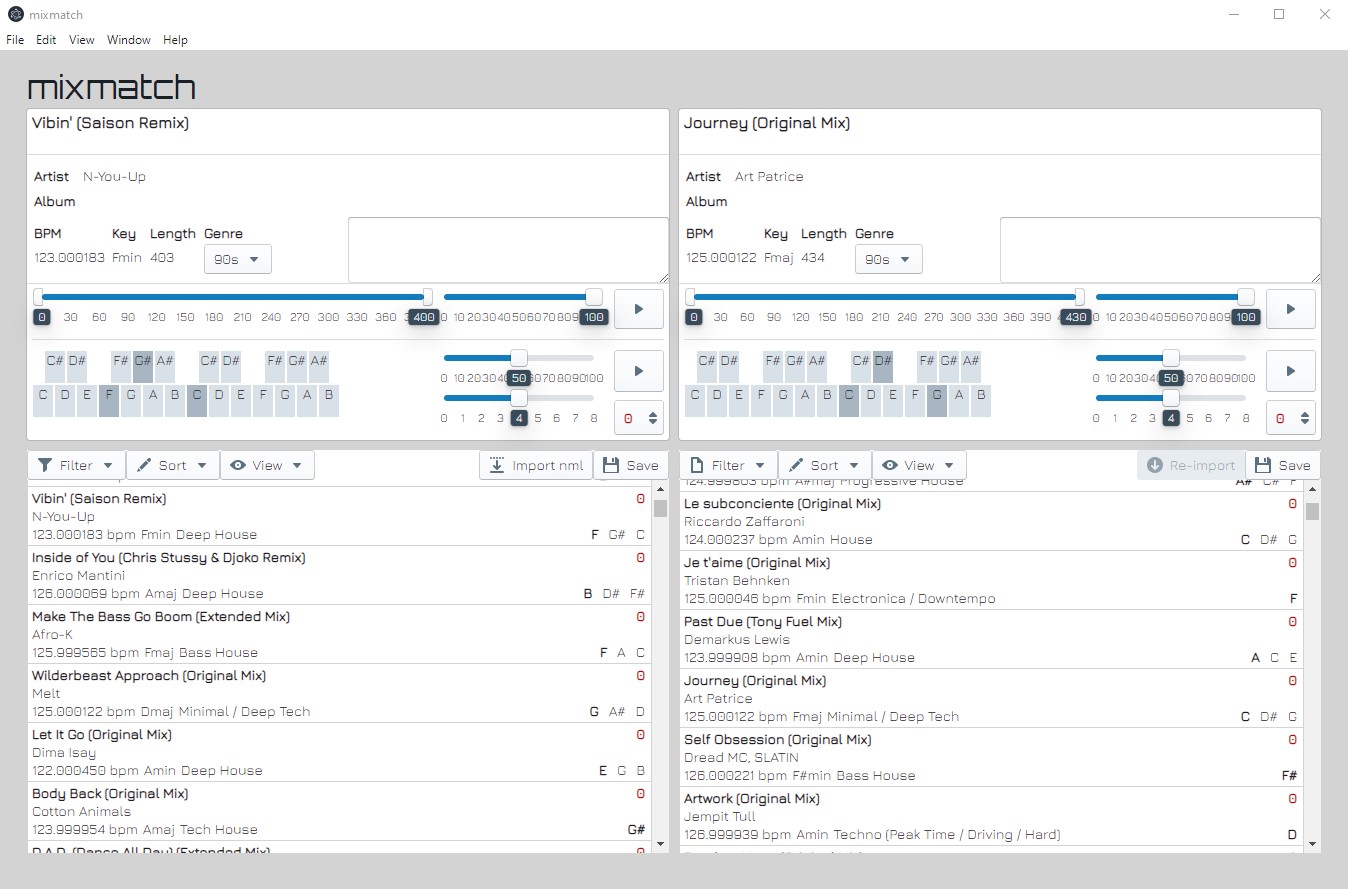 mixmatch
File Edit View Window Help
mixmatch
Vibin' (Saison Remix)
Artist N-You-Up
Album
BPM Key Length Genre
123.000183 Fmin 403 90s
0 30 60 90 120 150 180 210 240 270 300 330 360 400
0 10 20 30 40 50 60 70 80 9 100
C# D# F# G# A# C# D# F# G# A#
C D E F G A B C D E F G A B
0 10 20 30 40 50 60 70 80 90 100
0 1 2 3 4 5 6 7 8
0
Journey (Original Mix)
Artist Art Patrice
Album
BPM Key Length Genre
125.000122 Fmaj 434 90s
0 30 60 90 120 150 180 210 240 270 300 330 360 390 430
0 10 20 30 40 50 60 70 80 9 100
C# D# F# G# A# C# D# F# G# A#
C D E F G A B C D E F G A B
0 10 20 30 40 50 60 70 80 90 100
0 1 2 3 4 5 6 7 8
0
Filter Sort View Import nml Save
Vibin' (Saison Remix) 0
N-You-Up
123.000183 bpm Fmin Deep House F G# C
Inside of You (Chris Stussy & Djoko Remix) 0
Enrico Mantini
126.000069 bpm Amaj Deep House B D# F#
Make The Bass Go Boom (Extended Mix) 0
Afro-K
125.999565 bpm Fmaj Bass House F A C
Wilderbeast Approach (Original Mix) 0
Melt
125.000122 bpm Dmaj Minimal / Deep Tech G A# D
Let It Go (Original Mix) 0
Dima Isay
122.000450 bpm Amin Deep House E G B
Body Back (Original Mix) 0
Cotton Animals
123.999954 bpm Amaj Tech House G#
D.A.D. (Dance All Day) (Extended Mix) 0
Filter Sort View Re-import Save
124.999803 bpm A#maj Progressive House A# C# F
Le subconciente (Original Mix) 0
Riccardo Zaffaroni
124.000237 bpm Amin House C D# G
Je t'aime (Original Mix) 0
Tristan Behnken
125.000046 bpm Fmin Electronica / Downtempo F
Past Due (Tony Fuel Mix) 0
Demarkus Lewis
123.999908 bpm Amin Deep House A C E
Journey (Original Mix) 0
Art Patrice
125.000122 bpm Fmaj Minimal / Deep Tech C D# G
Self Obsession (Original Mix) 0
Dread MC, SLATIN
126.000221 bpm F#min Bass House F#
Artwork (Original Mix) 0
Jempit Tull
126.999939 bpm Amin Techno (Peak Time / Driving / Hard) D